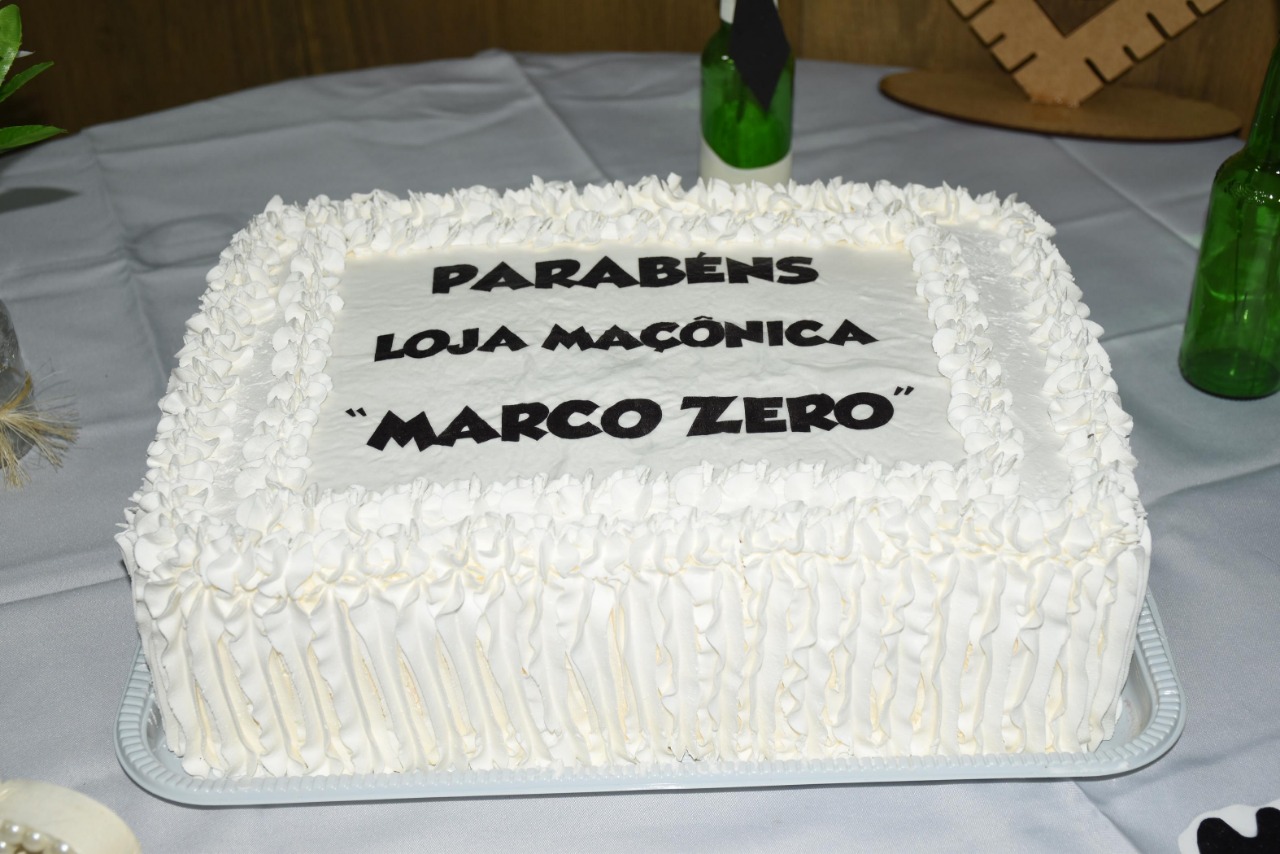 PARABÉNS
LOJA MAÇÔNICA
“MARCO ZERO”